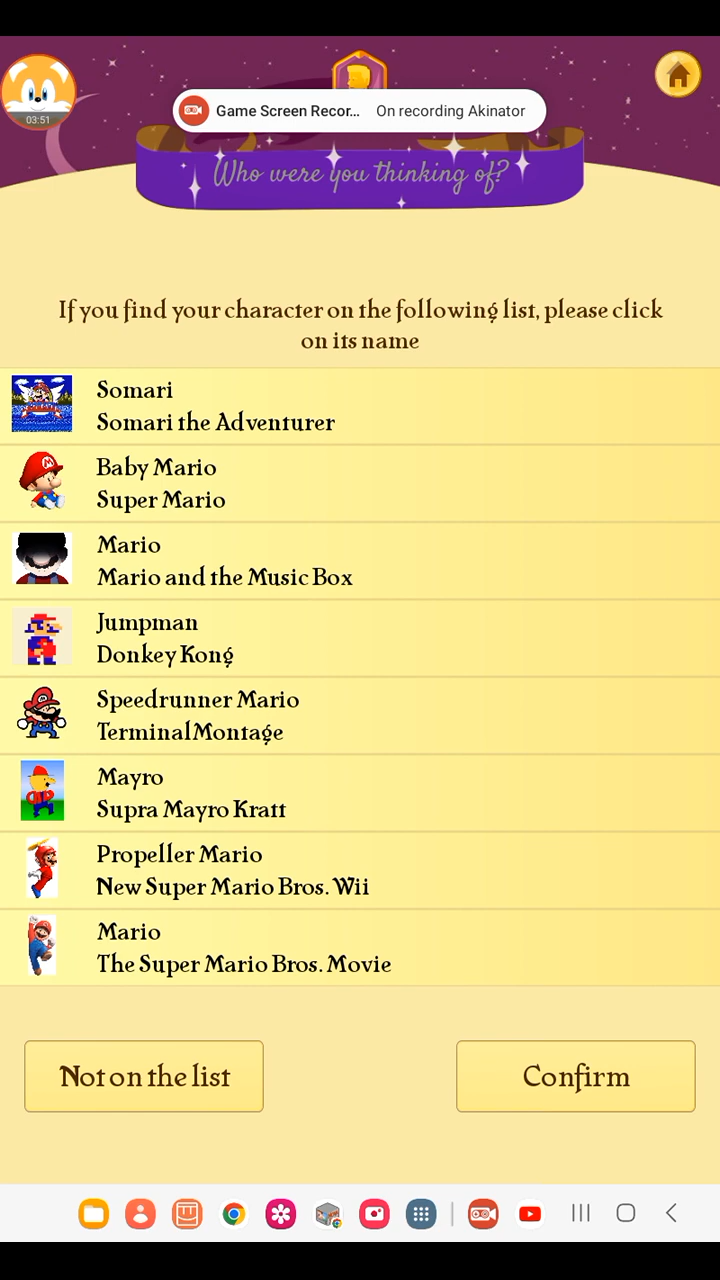 03:51
Game Screen Recor... On recording Akinator
Who were you thinking of?
If you find your character on the following list, please click
on its name
Somari
Somari the Adventurer
Baby Mario
Super Mario
Mario
Mario and the Music Box
Jumpman
Donkey Kong
Speedrunner Mario
TerminalMontage
Mayro
Supra Mayro Kratt
Propeller Mario
New Super Mario Bros. Wii
Mario
The Super Mario Bros. Movie
Not on the list
Confirm